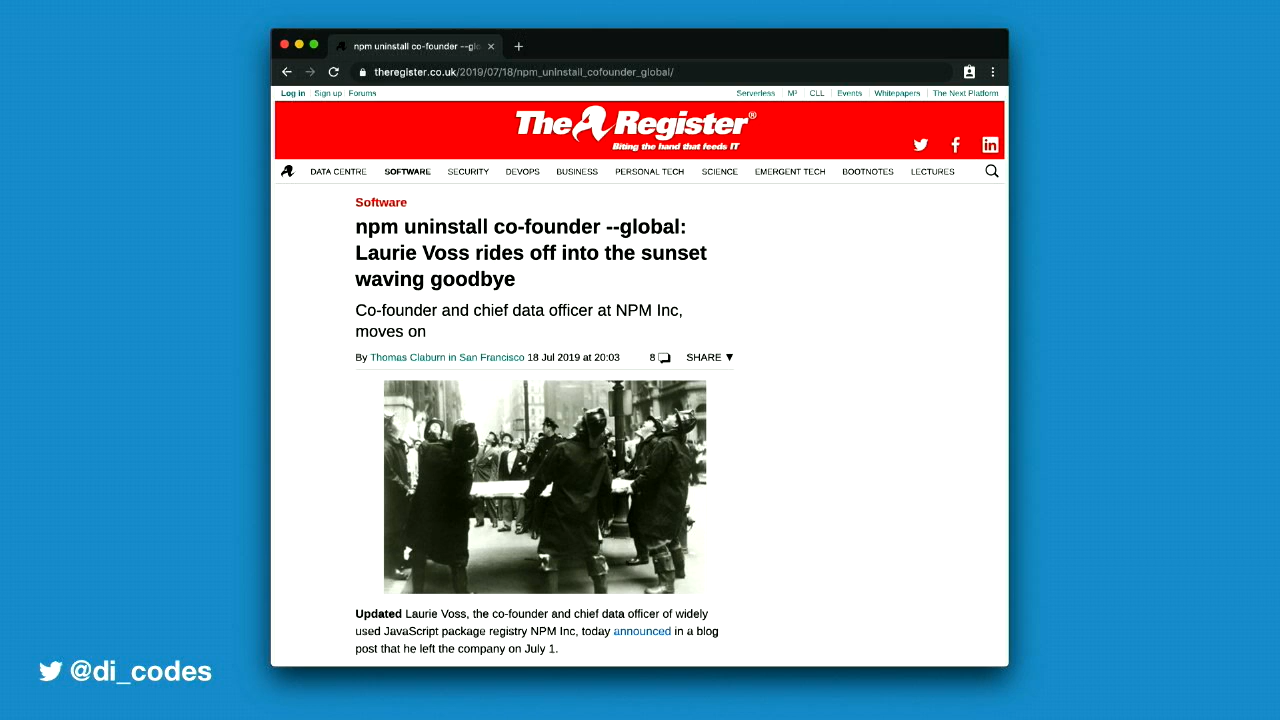 npm uninstall co-founder --glo
theregister.co.uk/2019/07/18/npm_uninstall_cofounder_global/
Log in Sign up Forums Serverless M³ CLL Events Whitepapers The Next Platform
The Register®
Biting the hand that feeds IT
DATA CENTRE SOFTWARE SECURITY DEVOPS BUSINESS PERSONAL TECH SCIENCE EMERGENT TECH BOOTNOTES LECTURES
Software
npm uninstall co-founder --global:
Laurie Voss rides off into the sunset
waving goodbye
Co-founder and chief data officer at NPM Inc,
moves on
By Thomas Claburn in San Francisco 18 Jul 2019 at 20:03 8 SHARE ▼
Updated Laurie Voss, the co-founder and chief data officer of widely
used JavaScript package registry NPM Inc, today announced in a blog
post that he left the company on July 1.
@di_codes